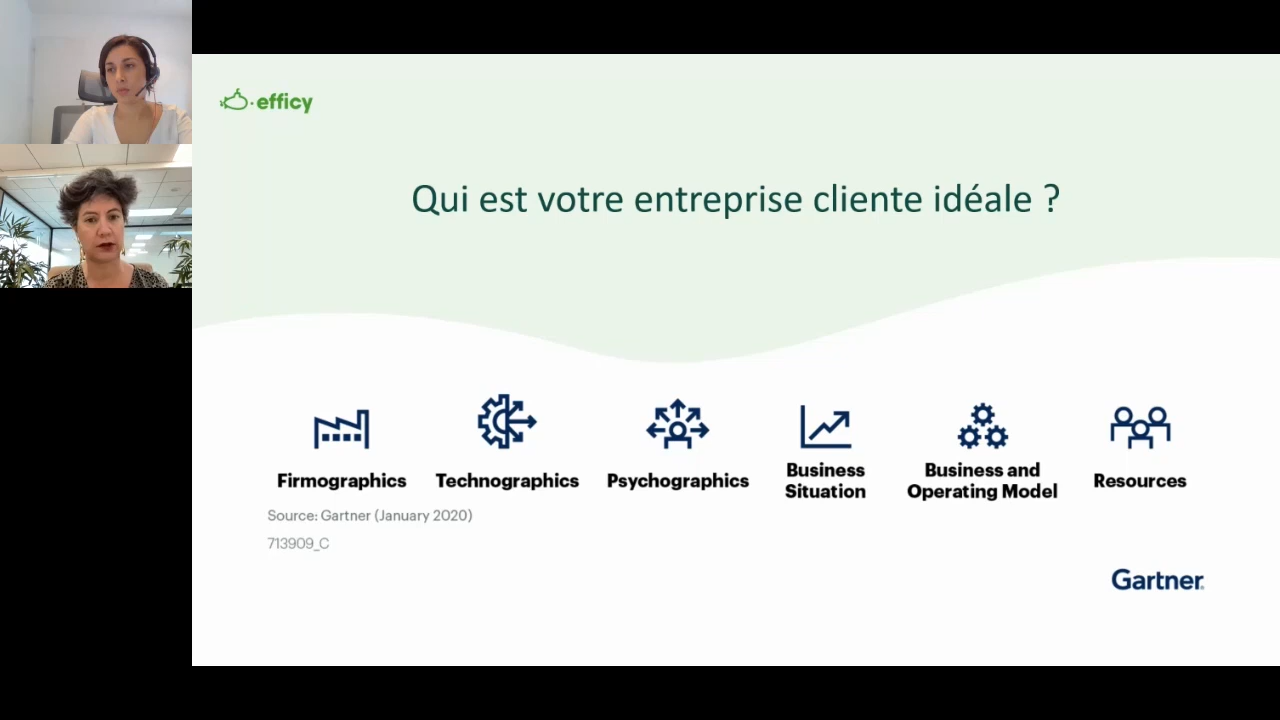 efficy
Qui est votre entreprise cliente idéale ?
Firmographics
Technographics
Psychographics
Business
Situation
Business and
Operating Model
Resources
Source: Gartner (January 2020)
713909_C
Gartner